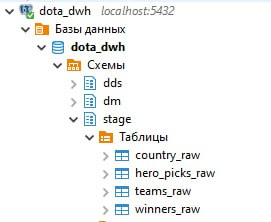 dota_dwh localhost:5432
Базы данных
dota_dwh
Схемы
dds
dm
stage
Таблицы
country_raw
hero_picks_raw
teams_raw
winners_raw